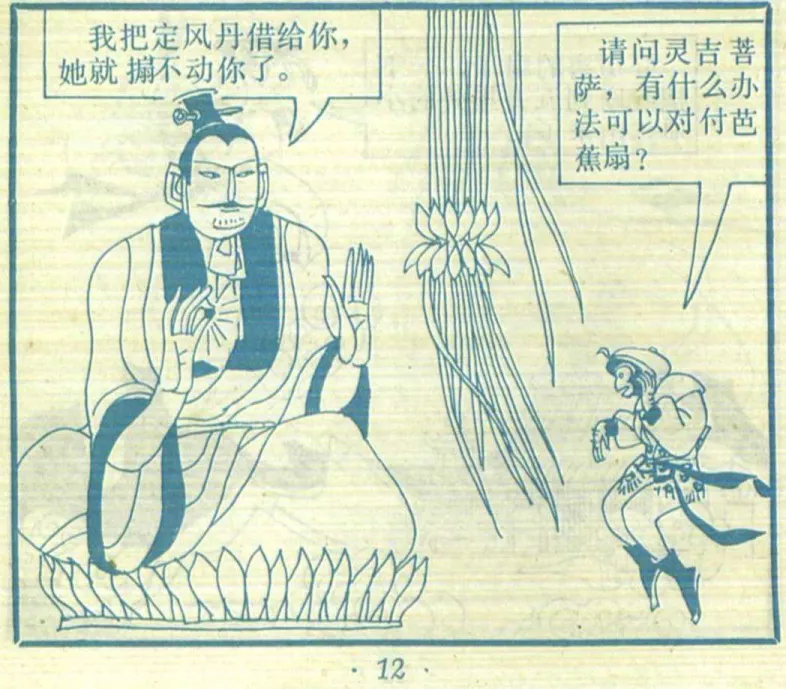 我把定风丹借给你，
她就搧不动你了。
请问灵吉菩
萨，有什么办
法可以对付芭
蕉扇？
· 12 ·